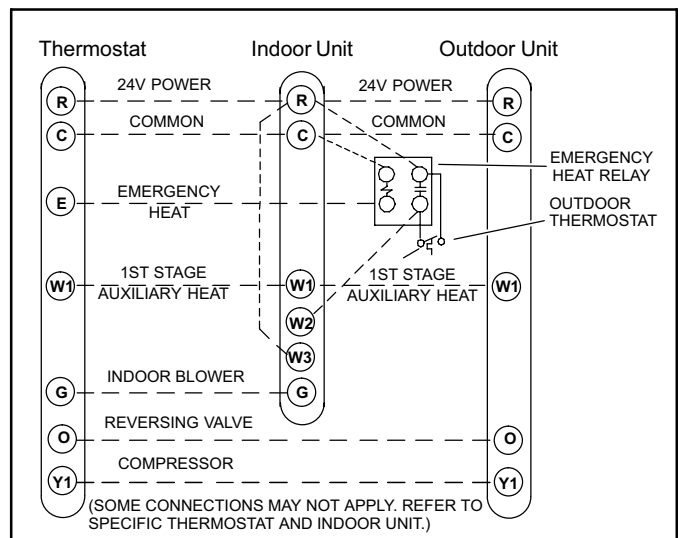 Thermostat Indoor Unit Outdoor Unit
24V POWER 24V POWER
R R R
COMMON COMMON
C C C
EMERGENCY
HEAT RELAY
EMERGENCY
HEAT
E
OUTDOOR
THERMOSTAT
1ST STAGE
AUXILIARY HEAT
1ST STAGE
AUXILIARY HEAT
W1 W1 W1
W2
W3
INDOOR BLOWER
G G
REVERSING VALVE
O O
COMPRESSOR
Y1 Y1
(SOME CONNECTIONS MAY NOT APPLY. REFER TO
SPECIFIC THERMOSTAT AND INDOOR UNIT.)